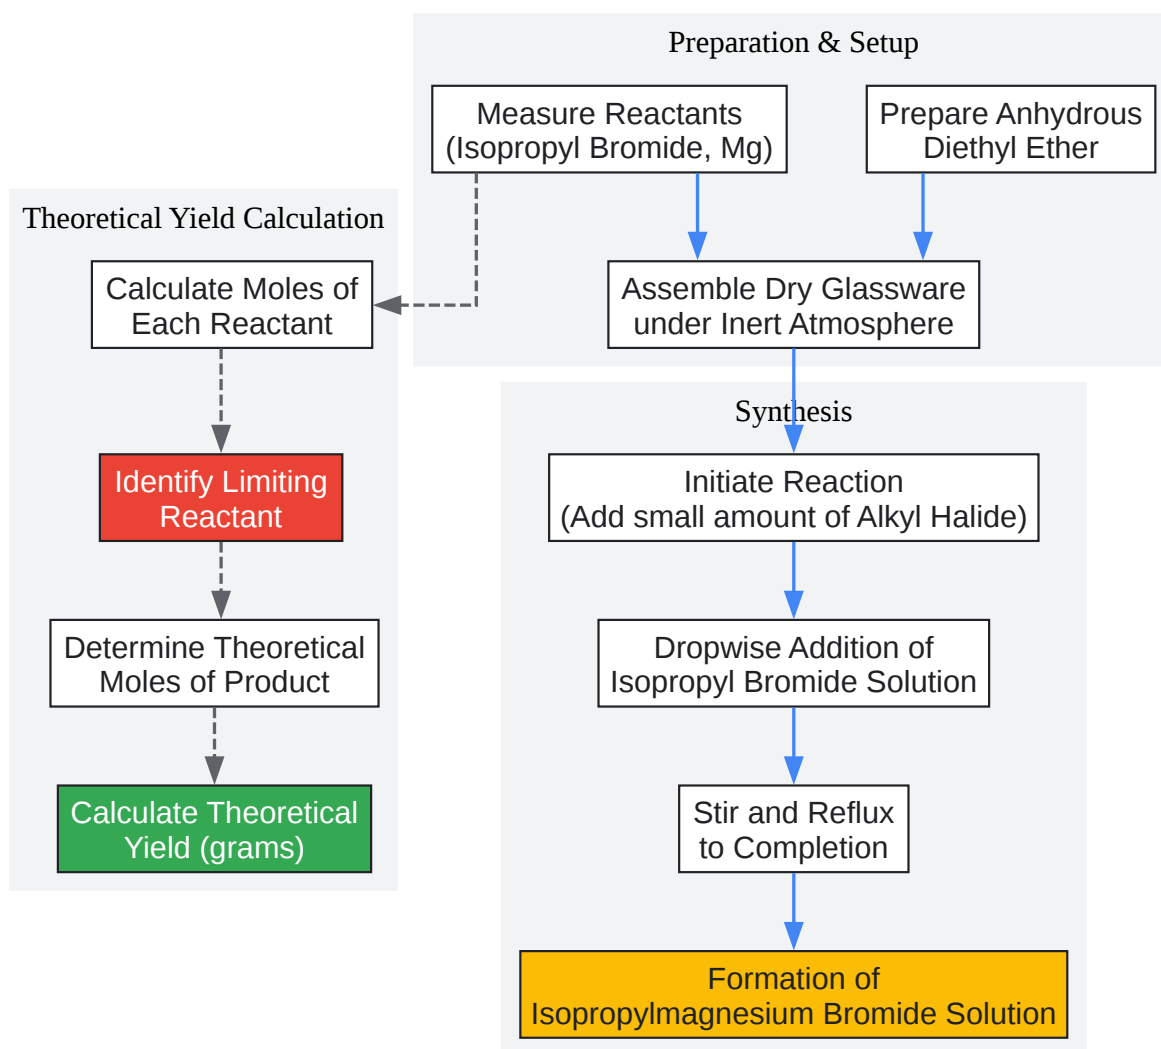 Preparation & Setup
Measure Reactants
(Isopropyl Bromide, Mg)
Prepare Anhydrous
Diethyl Ether
Assemble Dry Glassware
under Inert Atmosphere
Theoretical Yield Calculation
Calculate Moles of
Each Reactant
Identify Limiting
Reactant
Determine Theoretical
Moles of Product
Calculate Theoretical
Yield (grams)
Synthesis
Initiate Reaction
(Add small amount of Alkyl Halide)
Dropwise Addition of
Isopropyl Bromide Solution
Stir and Reflux
to Completion
Formation of
Isopropylmagnesium Bromide Solution